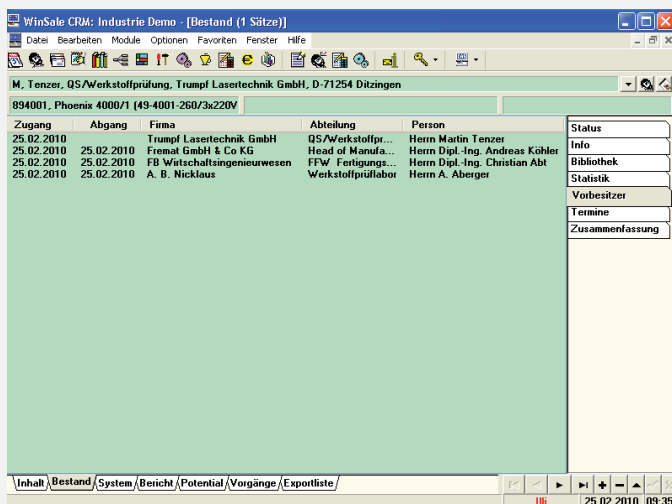 WinSale CRM: Industrie Demo - [Bestand (1 Sätze)]
Datei Bearbeiten Module Optionen Favoriten Fenster Hilfe
M, Tenzer, QS/Werkstoffprüfung, Trumpf Lasertechnik GmbH, D-71254 Ditzingen
894001, Phoenix 4000/1 (49-4001-260/3x220V
Zugang Abgang Firma Abteilung Person
25.02.2010 Trumpf Lasertechnik GmbH QS/Werkstoffpr... Herrn Martin Tenzer
25.02.2010 25.02.2010 Fremat GmbH & Co KG Head of Manufa... Herrn Dipl.-Ing. Andreas Köhler
25.02.2010 25.02.2010 FB Wirtschaftsingenieurwesen FFW Fertigungs... Herrn Dipl.-Ing. Christian Abt
25.02.2010 25.02.2010 A. B. Nicklaus Werkstoffprüflabor Herrn A. Aberger
Status
Info
Bibliothek
Statistik
Vorbesitzer
Termine
Zusammenfassung
Inhalt Bestand System Bericht Potential Vorgänge Exportliste
Uli 25.02.2010 09:35